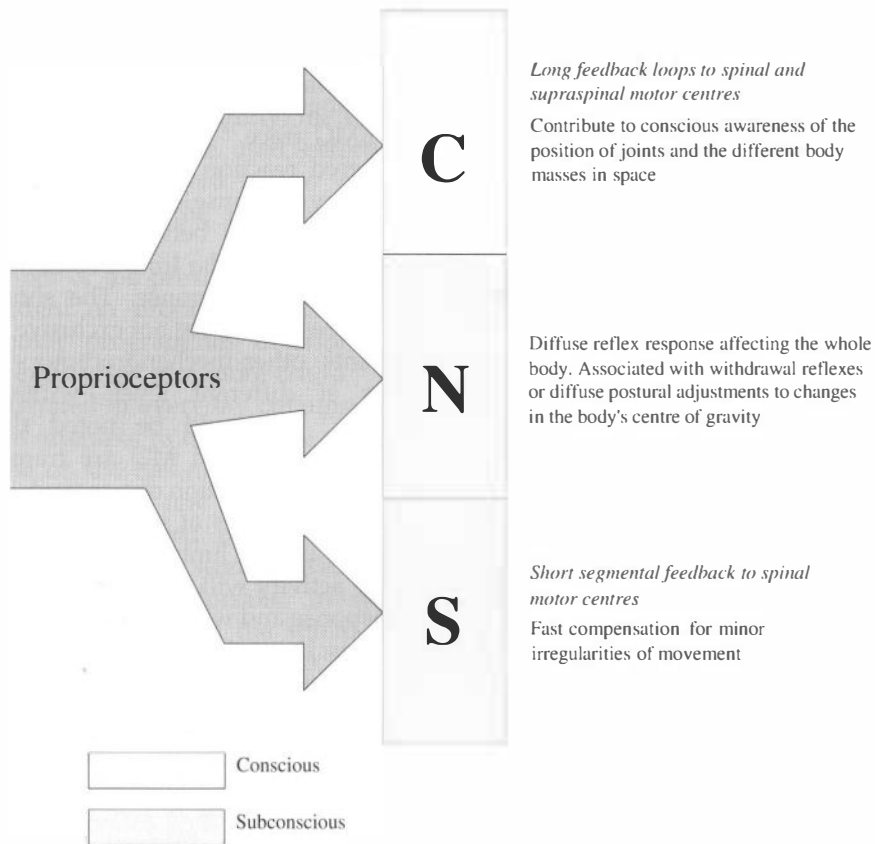 Long feedback loops to spinal and
supraspinal motor centres
Contribute to conscious awareness of the
position of joints and the different body
masses in space
C
Diffuse reflex response affecting the whole
body. Associated with withdrawal reflexes
or diffuse postural adjustments to changes
in the body's centre of gravity
Proprioceptors
N
Short segmental feedback to spinal
motor centres
Fast compensation for minor
irregularities of movement
S
Conscious
Subconscious